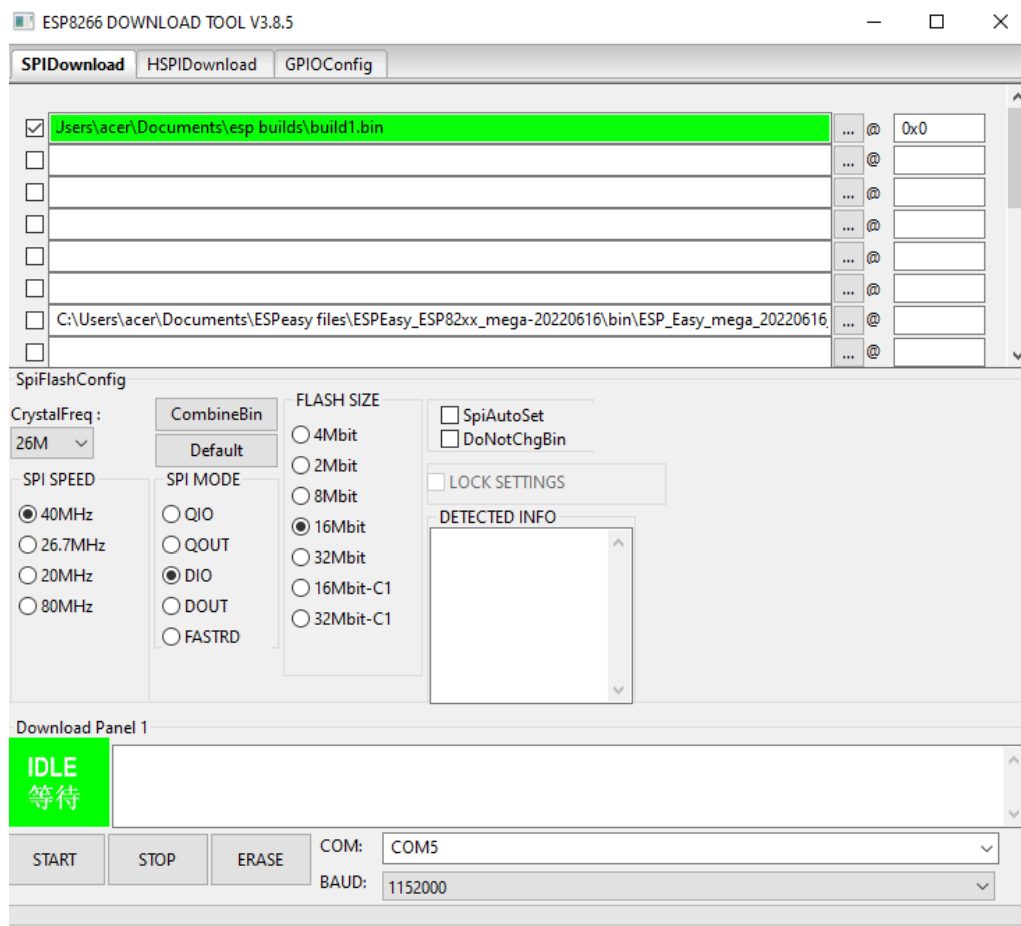 ESP8266 DOWNLOAD TOOL V3.8.5
SPIDownload HSPIDownload GPIOConfig
Jsers\acer\Documents\esp builds\build1.bin ... @ 0x0
... @
... @
... @
... @
... @
C:\Users\acer\Documents\ESPeasy files\ESPEasy_ESP82xx_mega-20220616\bin\ESP_Easy_mega_20220616_ ... @
... @
SpiFlashConfig
CrystalFreq :
26M
CombineBin
Default
SPI SPEED
40MHz
26.7MHz
20MHz
80MHz
SPI MODE
QIO
QOUT
DIO
DOUT
FASTRD
FLASH SIZE
4Mbit
2Mbit
8Mbit
16Mbit
32Mbit
16Mbit-C1
32Mbit-C1
SpiAutoSet
DoNotChgBin
LOCK SETTINGS
DETECTED INFO
Download Panel 1
IDLE
等待
START STOP ERASE
COM: COM5
BAUD: 1152000